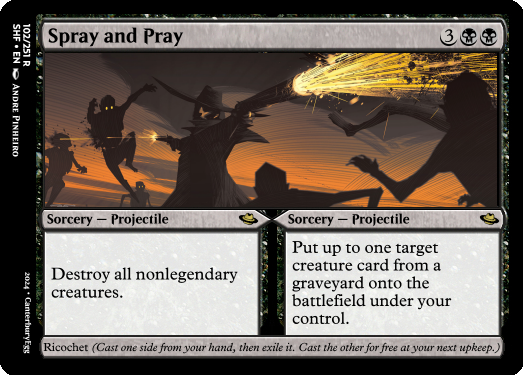 Spray and Pray 3
102/251 R
SHF • EN ANDRE PINHEIRO
Sorcery — Projectile
Destroy all nonlegendary
creatures.
Sorcery — Projectile
Put up to one target
creature card from a
graveyard onto the
battlefield under your
control.
Ricochet (Cast one side from your hand, then exile it. Cast the other for free at your next upkeep.)
2024 • CanterburyEgg